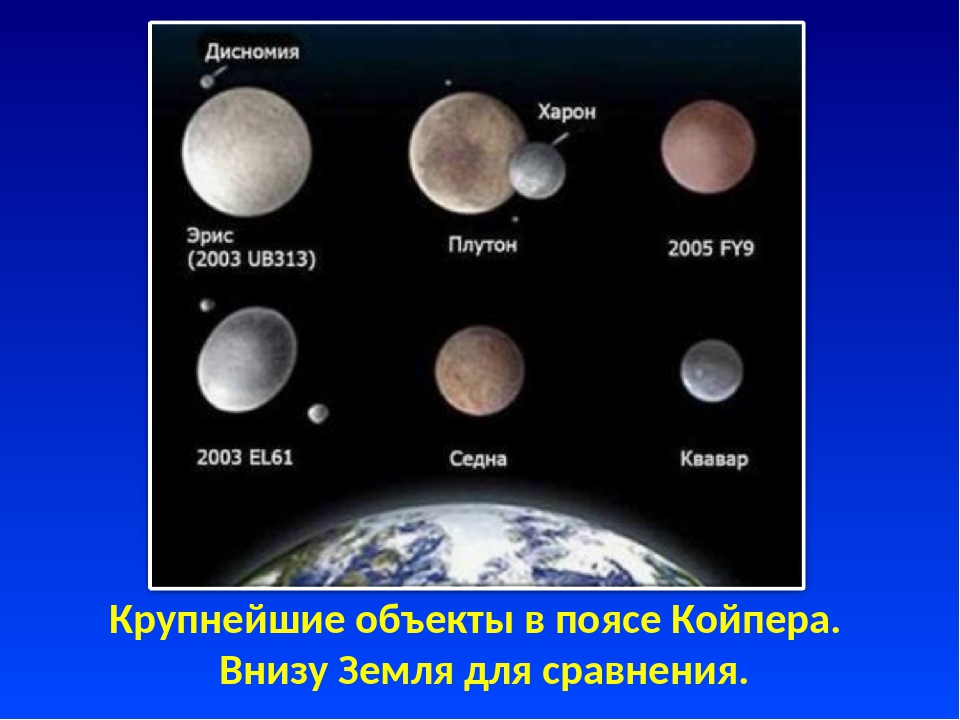 Дисномия
Харон
Эрис
(2003 UB313)
Плутон
2005 FY9
2003 EL61
Седна
Квавар
Крупнейшие объекты в поясе Койпера.
Внизу Земля для сравнения.